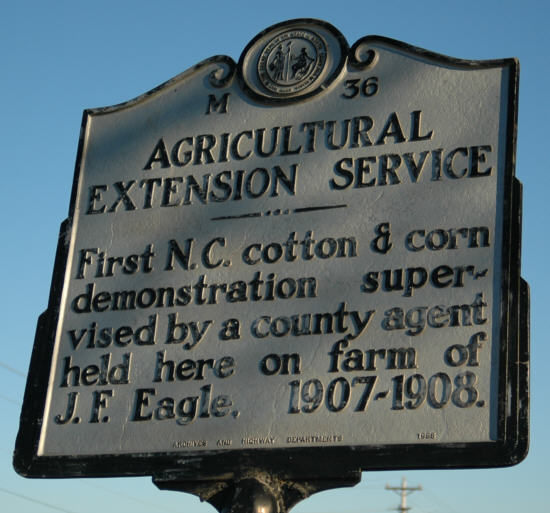 M 36
AGRICULTURAL
EXTENSION SERVICE
First N.C. cotton & corn
demonstration super-
vised by a county agent
held here on farm of
J. F. Eagle. 1907-1908.
ARCHIVES AND HIGHWAY DEPARTMENTS